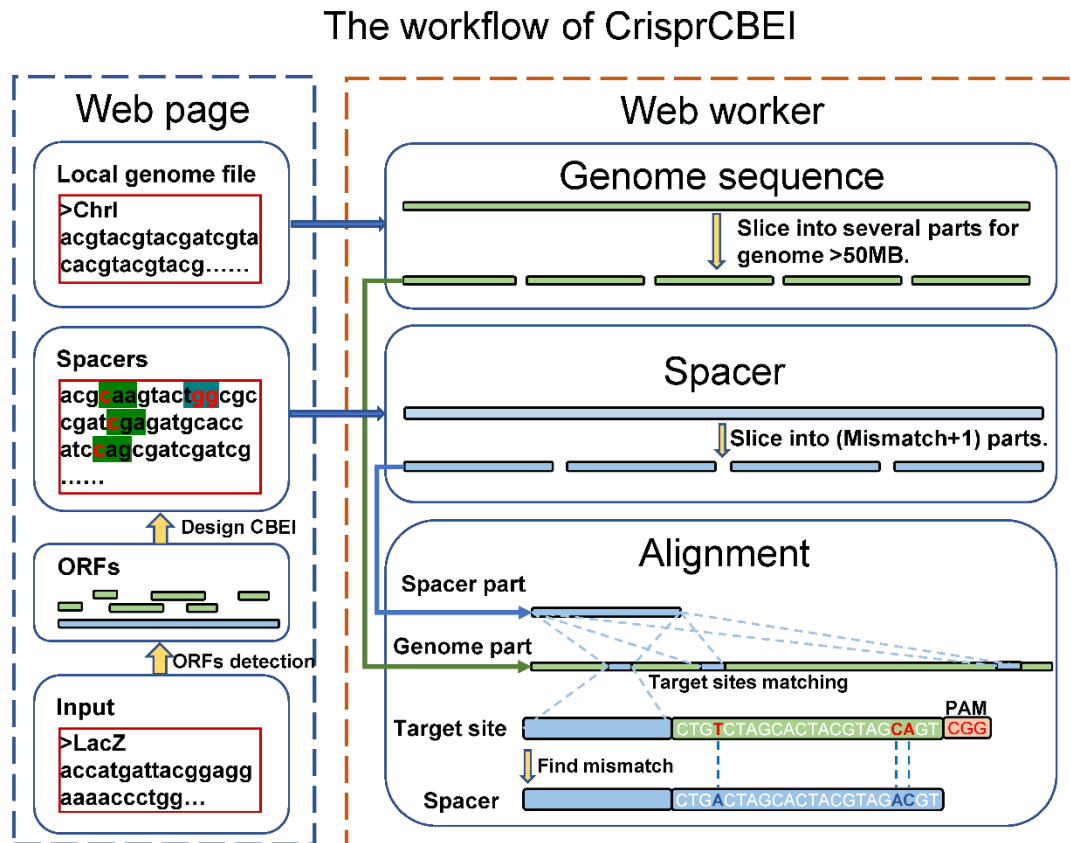 The workflow of CrisprCBEI
Web page
Local genome file
>ChrI
acgtacgtacgatcgta
cacgtacgtacg......
Spacers
acgcaagtactggcgc
cgatcgagatgcacc
atccagcgatcgatcg
......
Design CBEI
ORFs
ORFs detection
Input
>LacZ
accatgattacggagg
aaaaccctgg...
Web worker
Genome sequence
Slice into several parts for
genome >50MB.
Spacer
Slice into (Mismatch+1) parts.
Alignment
Spacer part
Genome part
Target sites matching
PAM
Target site
CTGTCTAGCACTACGTAGCAGT
CGG
Find mismatch
Spacer
CTGACTAGCACTACGTAGACGT